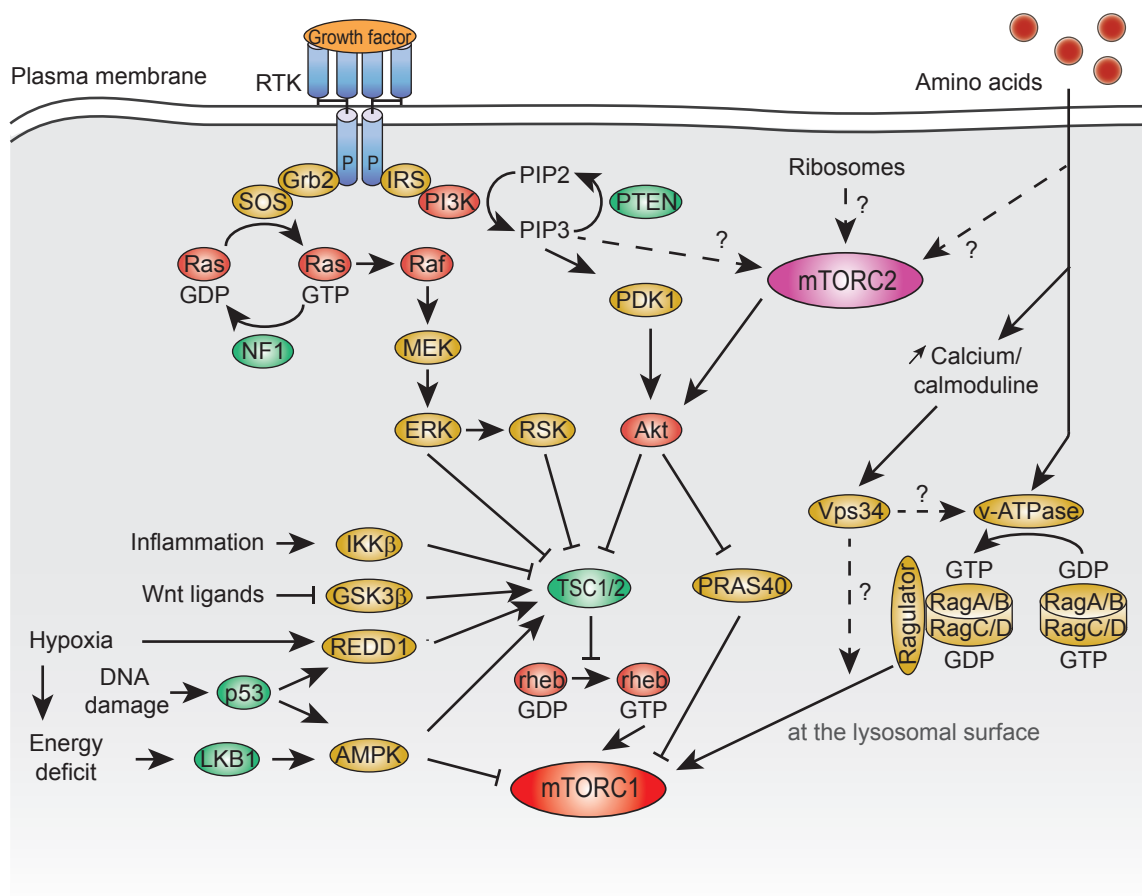 Growth factor
Plasma membrane
RTK
Amino acids
P
P
Grb2
IRS
SOS
PI3K
PIP2
PTEN
PIP3
Ribosomes
?
?
?
Ras
GDP
Ras
GTP
Raf
mTORC2
PDK1
NF1
MEK
Calcium/
calmoduline
ERK
RSK
Akt
Vps34
?
v-ATPase
Inflammation
IKKβ
Wnt ligands
GSK3β
TSC1/2
PRAS40
?
Ragulator
GTP
RagA/B
RagC/D
GDP
GDP
RagA/B
RagC/D
GTP
Hypoxia
REDD1
DNA
damage
p53
rheb
GDP
rheb
GTP
Energy
deficit
LKB1
AMPK
at the lysosomal surface
mTORC1